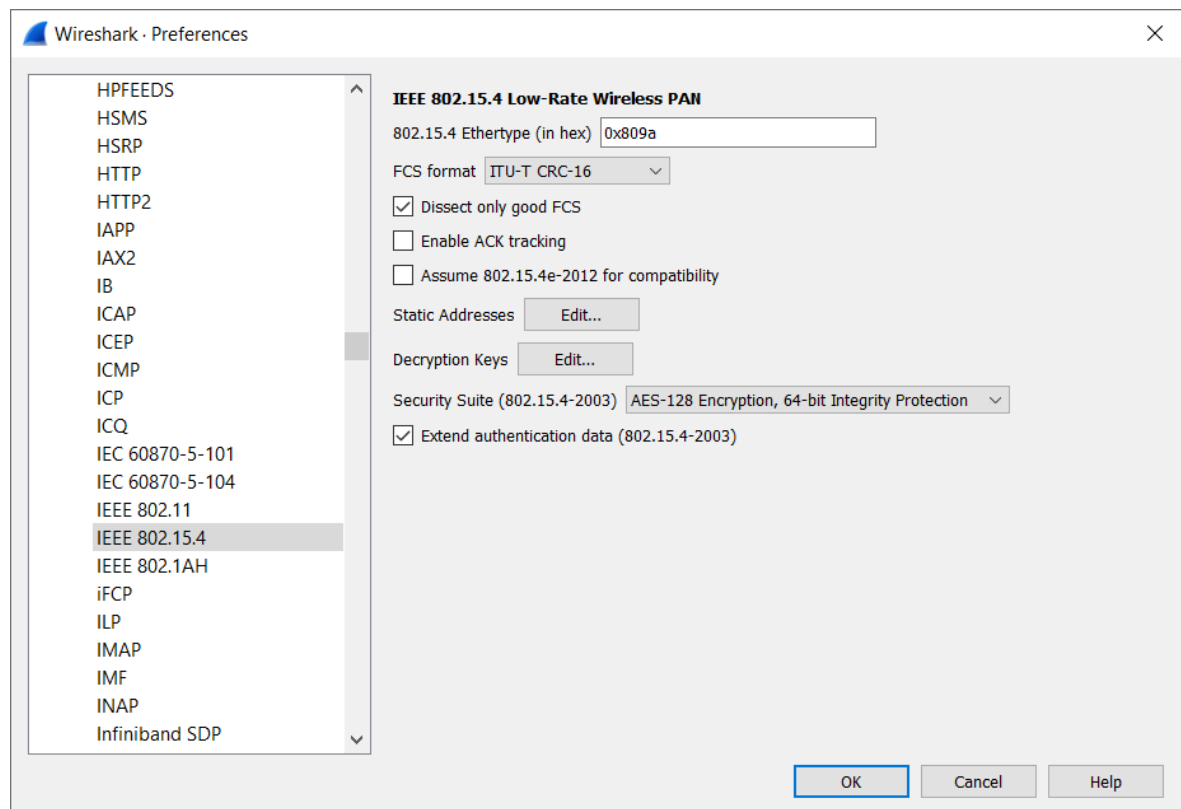 Wireshark · Preferences
HPFEEDS
HSMS
HSRP
HTTP
HTTP2
IAPP
IAX2
IB
ICAP
ICEP
ICMP
ICP
ICQ
IEC 60870-5-101
IEC 60870-5-104
IEEE 802.11
IEEE 802.15.4
IEEE 802.1AH
iFCP
ILP
IMAP
IMF
INAP
Infiniband SDP
IEEE 802.15.4 Low-Rate Wireless PAN
802.15.4 Ethertype (in hex) 0x809a
FCS format ITU-T CRC-16
Dissect only good FCS
Enable ACK tracking
Assume 802.15.4e-2012 for compatibility
Static Addresses Edit...
Decryption Keys Edit...
Security Suite (802.15.4-2003) AES-128 Encryption, 64-bit Integrity Protection
Extend authentication data (802.15.4-2003)
OK Cancel Help